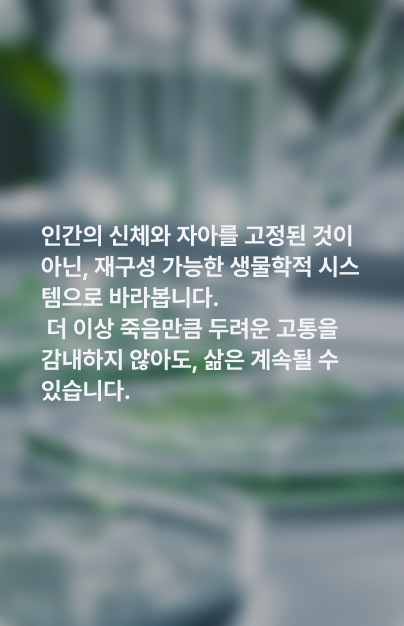 인간의 신체와 자아를 고정된 것이
아닌, 재구성 가능한 생물학적 시스
템으로 바라봅니다.
더 이상 죽음만큼 두려운 고통을
감내하지 않아도, 삶은 계속될 수
있습니다.